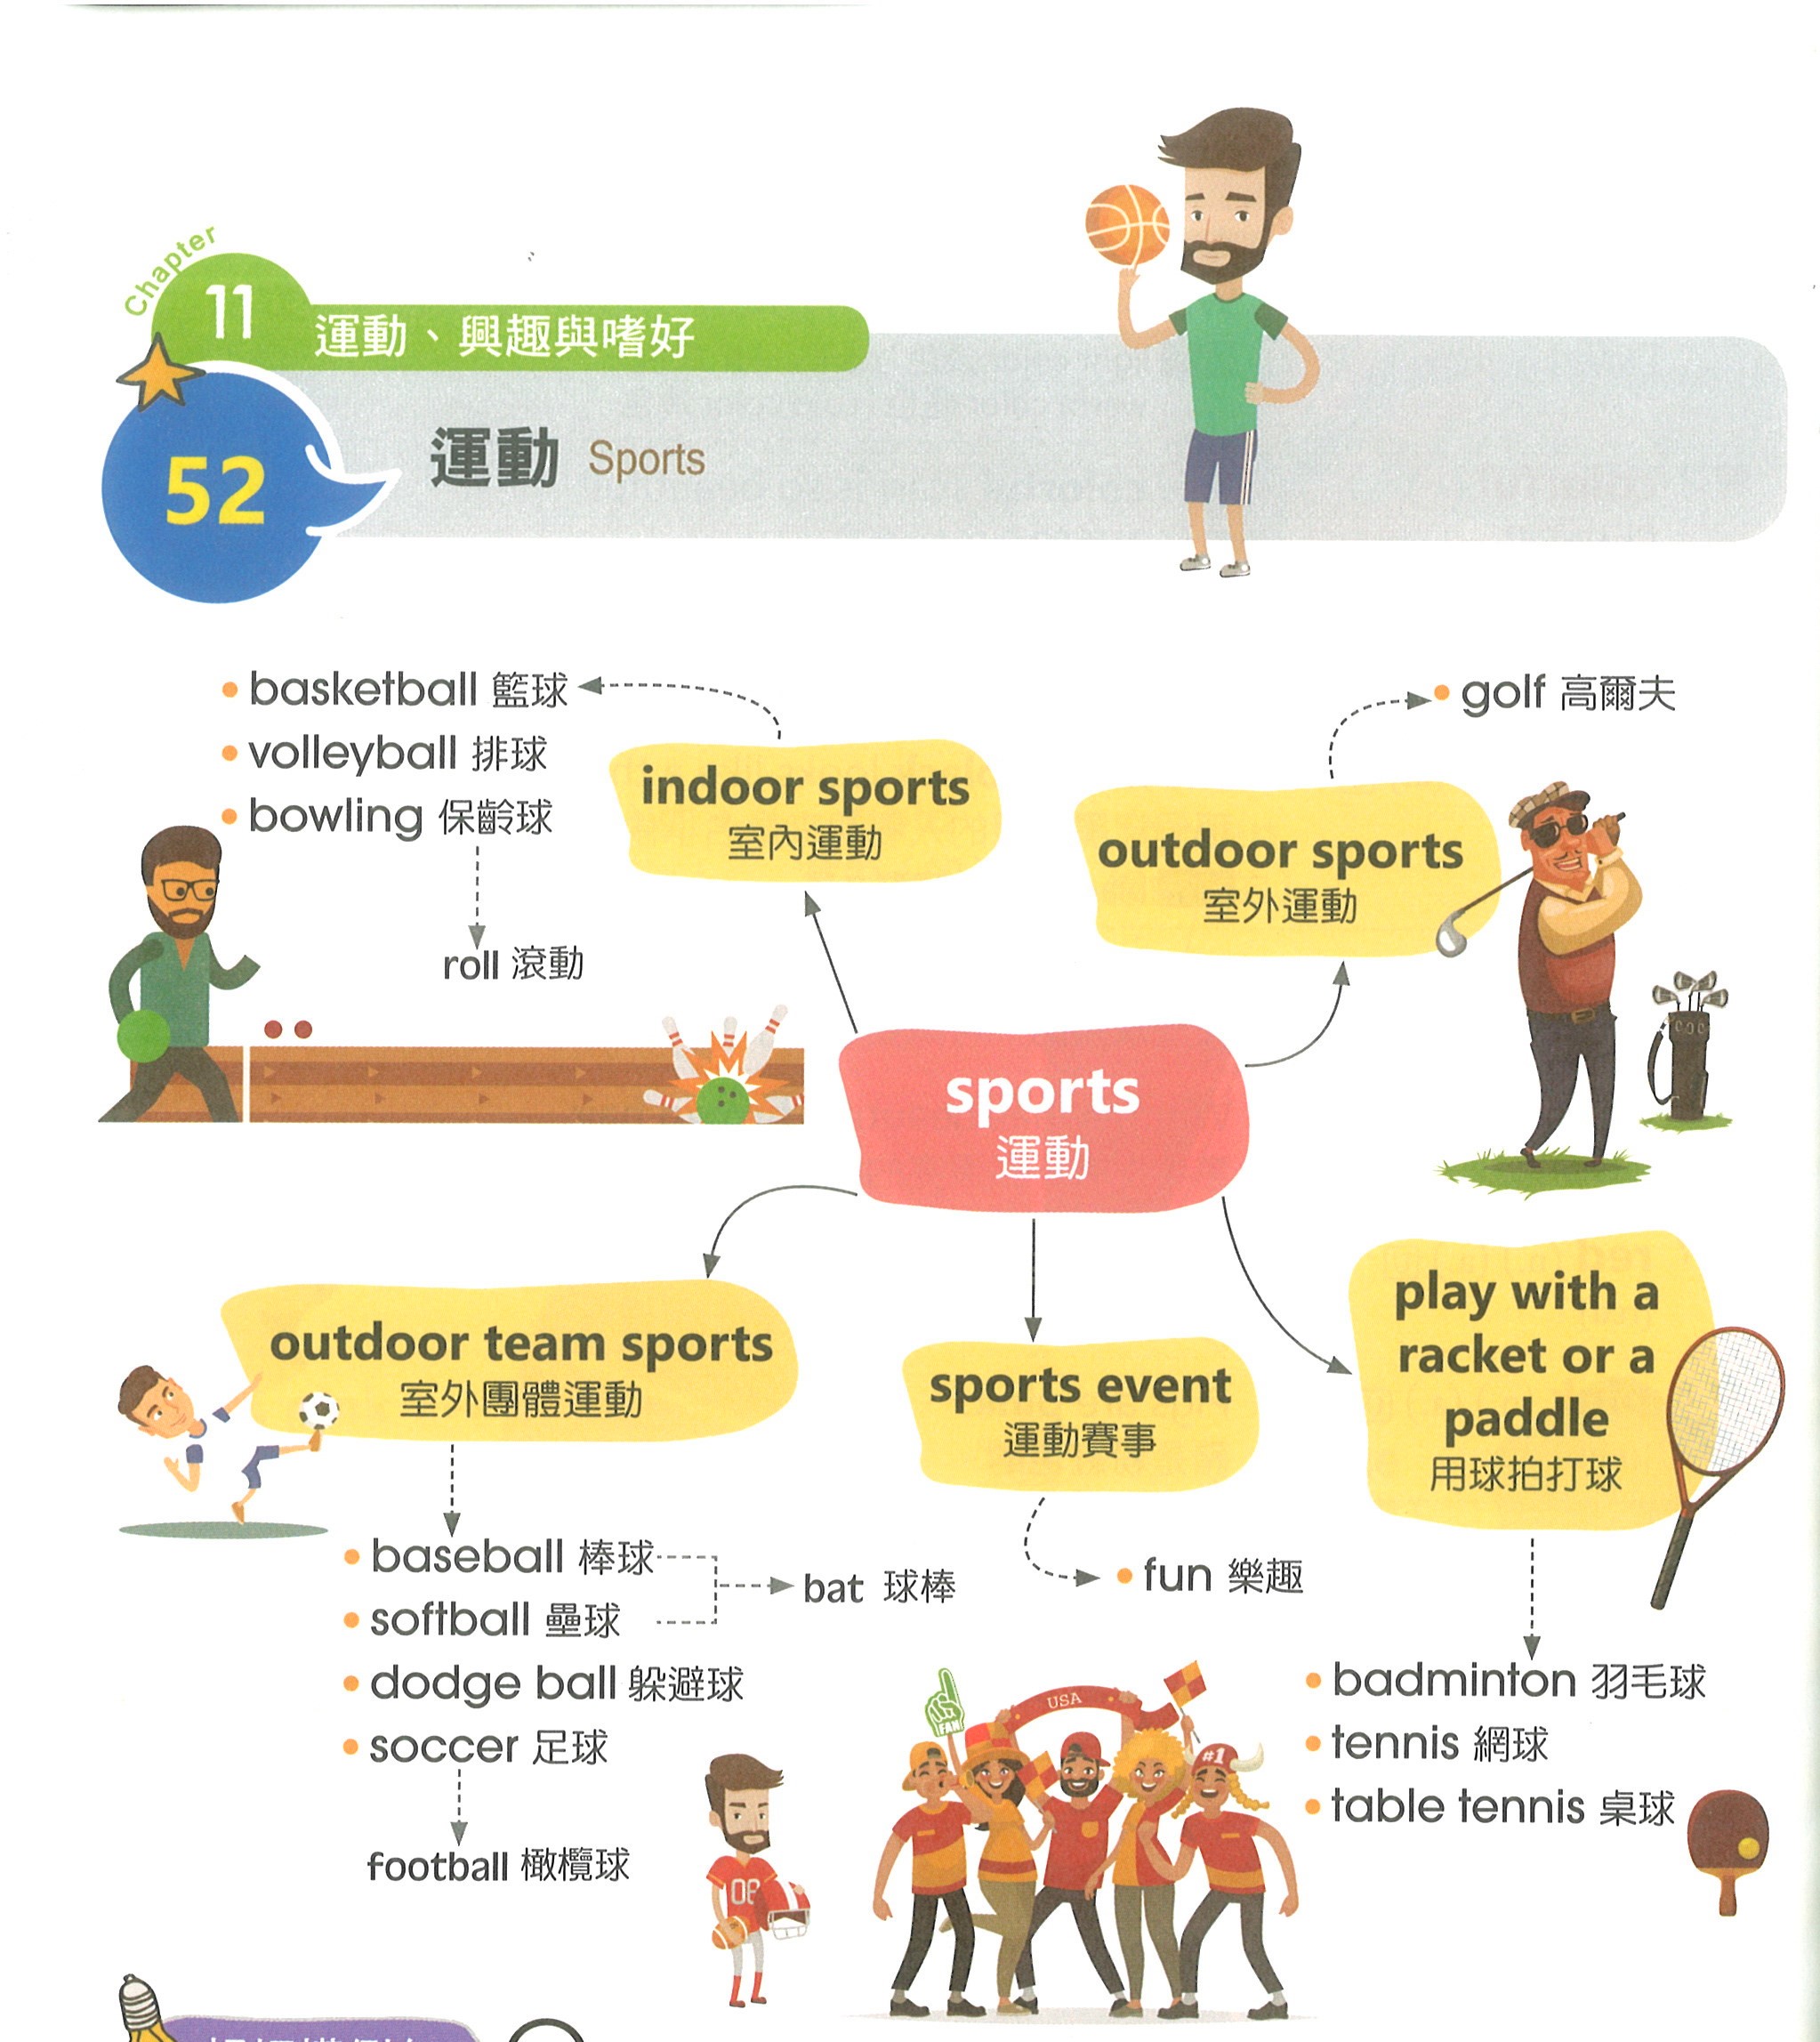 Chapter
11
運動、興趣與嗜好
52
運動 Sports
basketball 籃球
volleyball 排球
bowling 保齡球
roll 滾動
indoor sports
室內運動
golf 高爾夫
outdoor sports
室外運動
sports
運動
outdoor team sports
室外團體運動
baseball 棒球
softball 壘球
bat 球棒
dodge ball 躲避球
soccer 足球
football 橄欖球
08
sports event
運動賽事
fun 樂趣
FAN
USA
#1
play with a
racket or a
paddle
用球拍打球
badminton 羽毛球
tennis 網球
table tennis 桌球